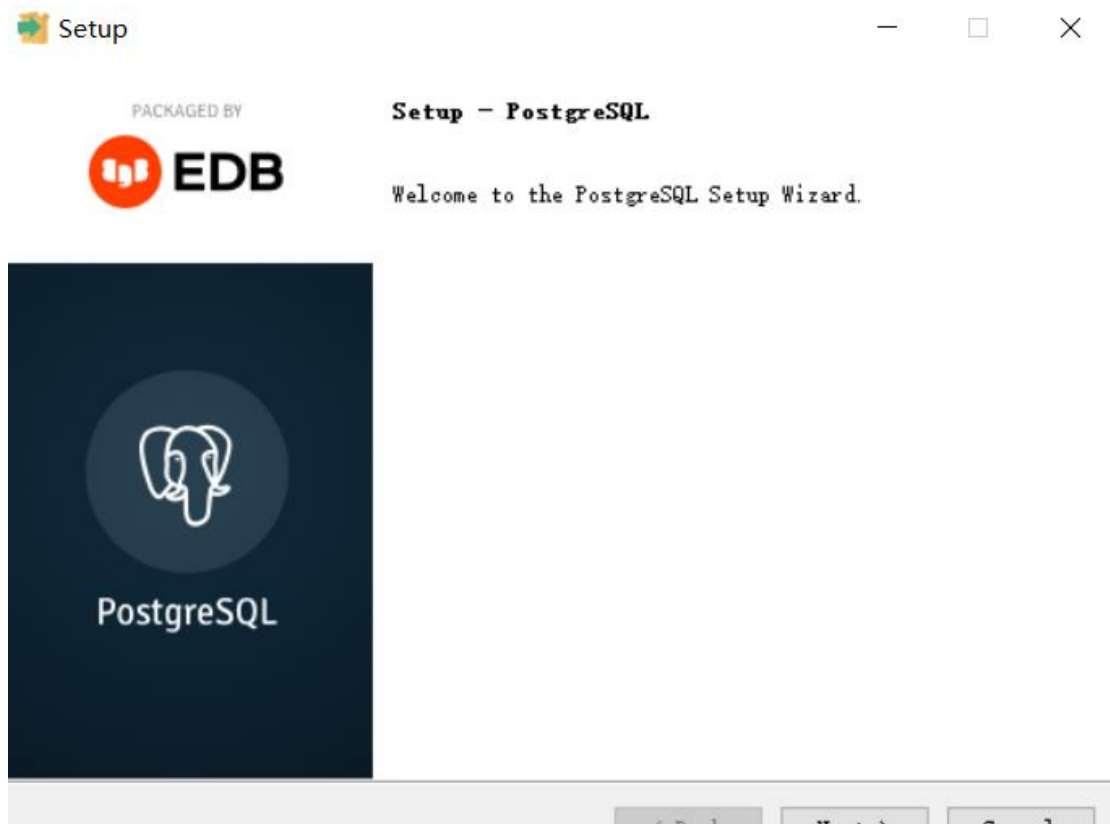 Setup
PACKAGED BY
EDB
Setup - PostgreSQL
Welcome to the PostgreSQL Setup Wizard.
PostgreSQL